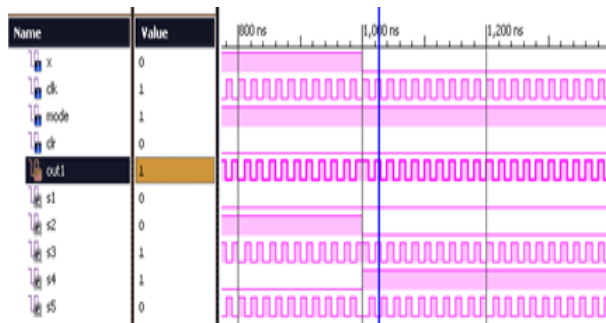 Name Value 800 ns 1,000 ns 1,200 ns
x 0
clk 1
mode 1
clr 0
out1 1
s1 0
s2 0
s3 1
s4 1
s5 0